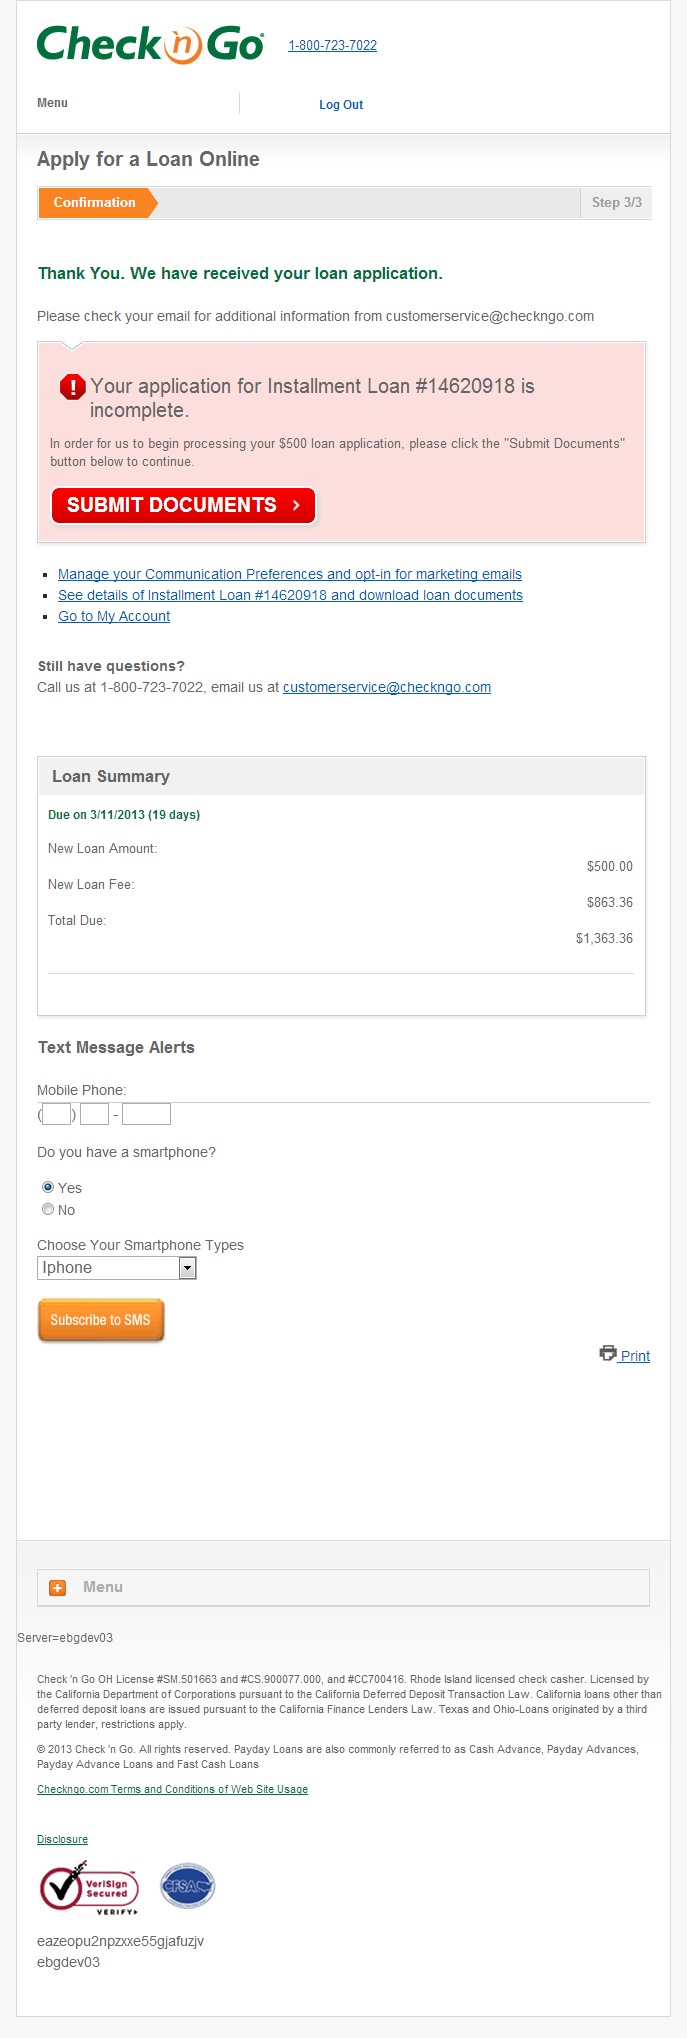 Check 'n Go
1-800-723-7022
Menu
Log Out
Apply for a Loan Online
Confirmation
Step 3/3
Thank You. We have received your loan application.
Please check your email for additional information from customerservice@checkngo.com
Your application for Installment Loan #14620918 is
incomplete.
In order for us to begin processing your $500 loan application, please click the "Submit Documents"
button below to continue.
SUBMIT DOCUMENTS
Manage your Communication Preferences and opt-in for marketing emails
See details of Installment Loan #14620918 and download loan documents
Go to My Account
Still have questions?
Call us at 1-800-723-7022, email us at customerservice@checkngo.com
Loan Summary
Due on 3/11/2013 (19 days)
New Loan Amount:
$500.00
New Loan Fee:
$863.36
Total Due:
$1,363.36
Text Message Alerts
Mobile Phone:
( ) -
Do you have a smartphone?
Yes
No
Choose Your Smartphone Types
Iphone
Subscribe to SMS
Print
Menu
Server=ebgdev03
Check 'n Go OH License #SM.501663 and #CS.900077.000, and #CC700416. Rhode Island licensed check casher. Licensed by
the California Department of Corporations pursuant to the California Deferred Deposit Transaction Law. California loans other than
deferred deposit loans are issued pursuant to the California Finance Lenders Law. Texas and Ohio-Loans originated by a third
party lender, restrictions apply.
© 2013 Check 'n Go. All rights reserved. Payday Loans are also commonly referred to as Cash Advance, Payday Advances,
Payday Advance Loans and Fast Cash Loans
Checkngo.com Terms and Conditions of Web Site Usage
Disclosure
VeriSign
Secured
VERIFY
CFSA
eazeopu2npzxxe55gjafuzjv
ebgdev03